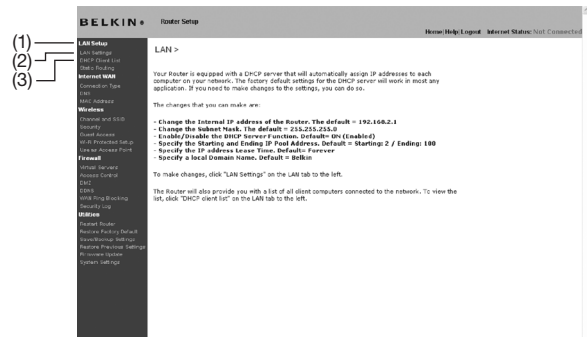 BELKIN® Router Setup
Home|Help|Logout Internet Status: Not Connected
(1)
(2)
(3)
LAN Setup
LAN Settings
DHCP Client List
Static Routing
Internet WAN
Connection Type
DNS
MAC Address
Wireless
Channel and SSID
Security
Guest Access
Wi-Fi Protected Setup
Use as Access Point
Firewall
Virtual Servers
Access Control
DMZ
DDNS
WAN Ping Blocking
Security Log
Utilities
Restart Router
Restore Factory Default
Save/Backup Settings
Restore Previous Settings
Firmware Update
System Settings
LAN >
Your Router is equipped with a DHCP server that will automatically assign IP addresses to each
computer on your network. The factory default settings for the DHCP server will work in most any
application. If you need to make changes to the settings, you can do so.
The changes that you can make are:
- Change the Internal IP address of the Router. The default = 192.168.2.1
- Change the Subnet Mask. The default = 255.255.255.0
- Enable/Disable the DHCP Server Function. Default= ON (Enabled)
- Specify the Starting and Ending IP Pool Address. Default = Starting: 2 / Ending: 100
- Specify the IP address Lease Time. Default= Forever
- Specify a local Domain Name. Default = Belkin
To make changes, click "LAN Settings" on the LAN tab to the left.
The Router will also provide you with a list of all client computers connected to the network. To view the
list, click "DHCP client list" on the LAN tab to the left.